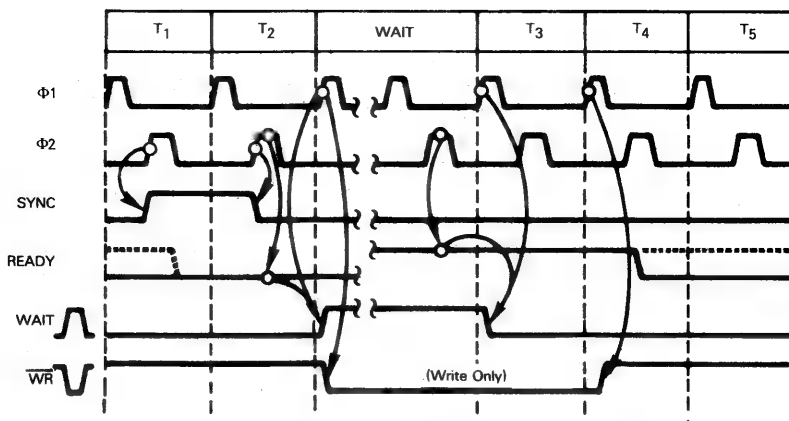 T1 T2 WAIT T3 T4 T5
Φ1
Φ2
SYNC
READY
WAIT
WR
(Write Only)